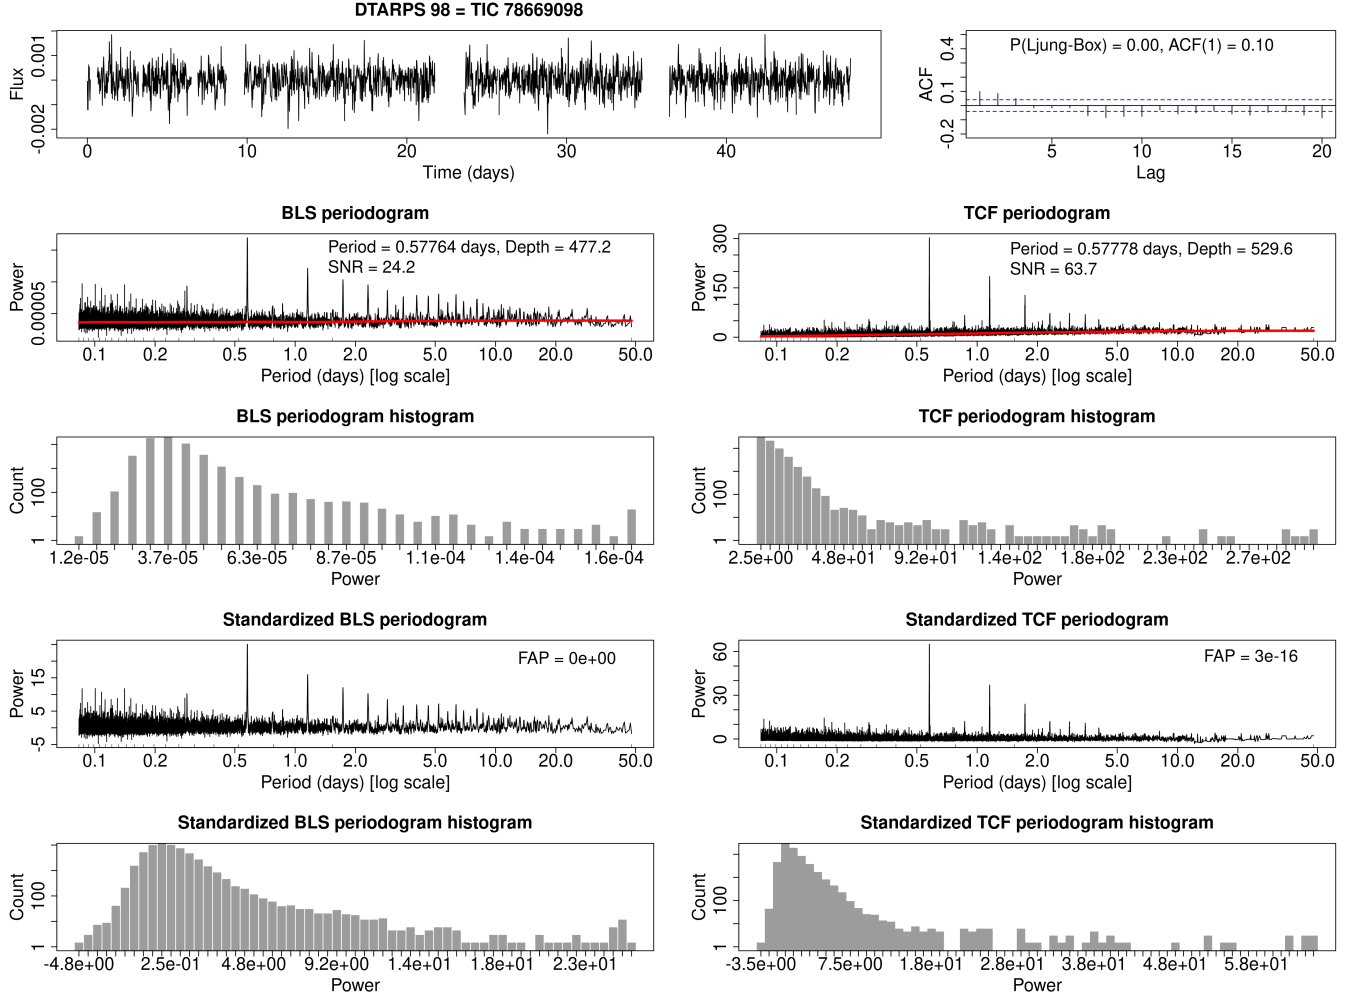 DTARPS 98 = TIC 78669098
Flux
-0.002 0.001
0 10 20 30 40
Time (days)
P(Ljung-Box) = 0.00, ACF(1) = 0.10
ACF
-0.2 0.1 0.4
5 10 15 20
Lag
BLS periodogram
Period = 0.57764 days, Depth = 477.2
SNR = 24.2
Power
0.00005
0.1 0.2 0.5 1.0 2.0 5.0 10.0 20.0 50.0
Period (days) [log scale]
TCF periodogram
Period = 0.57778 days, Depth = 529.6
SNR = 63.7
Power
0 150 300
0.1 0.2 0.5 1.0 2.0 5.0 10.0 20.0 50.0
Period (days) [log scale]
BLS periodogram histogram
Count
1 100
1.2e-05 3.7e-05 6.3e-05 8.7e-05 1.1e-04 1.4e-04 1.6e-04
Power
TCF periodogram histogram
Count
1 100
2.5e+00 4.8e+01 9.2e+01 1.4e+02 1.8e+02 2.3e+02 2.7e+02
Power
Standardized BLS periodogram
FAP = 0e+00
Power
-5 5 15
0.1 0.2 0.5 1.0 2.0 5.0 10.0 20.0 50.0
Period (days) [log scale]
Standardized TCF periodogram
FAP = 3e-16
Power
0 30 60
0.1 0.2 0.5 1.0 2.0 5.0 10.0 20.0 50.0
Period (days) [log scale]
Standardized BLS periodogram histogram
Count
1 100
-4.8e+00 2.5e-01 4.8e+00 9.2e+00 1.4e+01 1.8e+01 2.3e+01
Power
Standardized TCF periodogram histogram
Count
1 100
-3.5e+00 7.5e+00 1.8e+01 2.8e+01 3.8e+01 4.8e+01 5.8e+01
Power